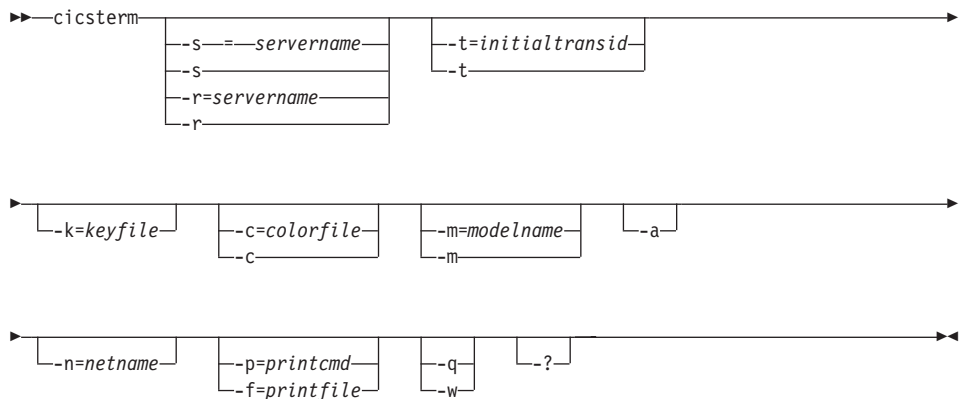 cicsterm
-s = servername -t=initialtransid
-s -t
-r=servername
-r
-k=keyfile -c=colorfile -m=modelname -a
-c -m
-n=netname -p=printcmd -q -?
-f=printfile -w